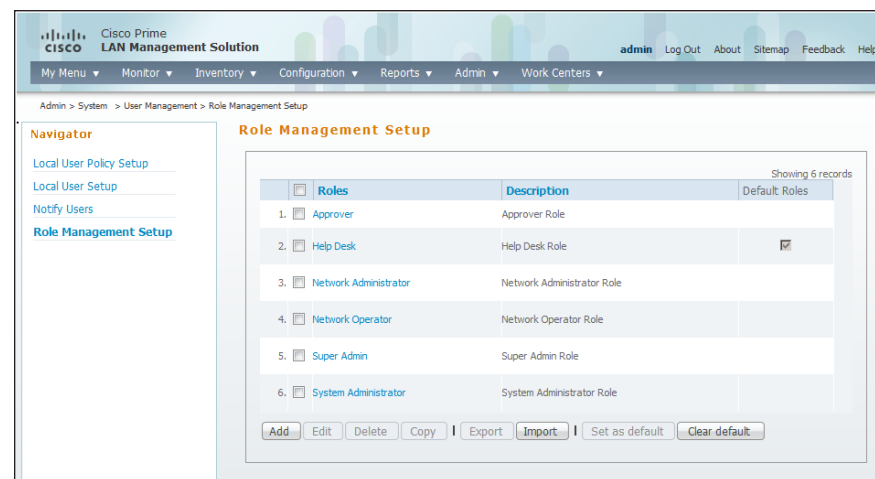 Cisco Prime
CISCO LAN Management Solution
admin Log Out About Sitemap Feedback Help
My Menu Monitor Inventory Configuration Reports Admin Work Centers
Admin > System > User Management > Role Management Setup
Navigator
Local User Policy Setup
Local User Setup
Notify Users
Role Management Setup
Role Management Setup
Showing 6 records
Roles Description Default Roles
1. Approver Approver Role
2. Help Desk Help Desk Role
3. Network Administrator Network Administrator Role
4. Network Operator Network Operator Role
5. Super Admin Super Admin Role
6. System Administrator System Administrator Role
Add Edit Delete Copy | Export Import | Set as default Clear default